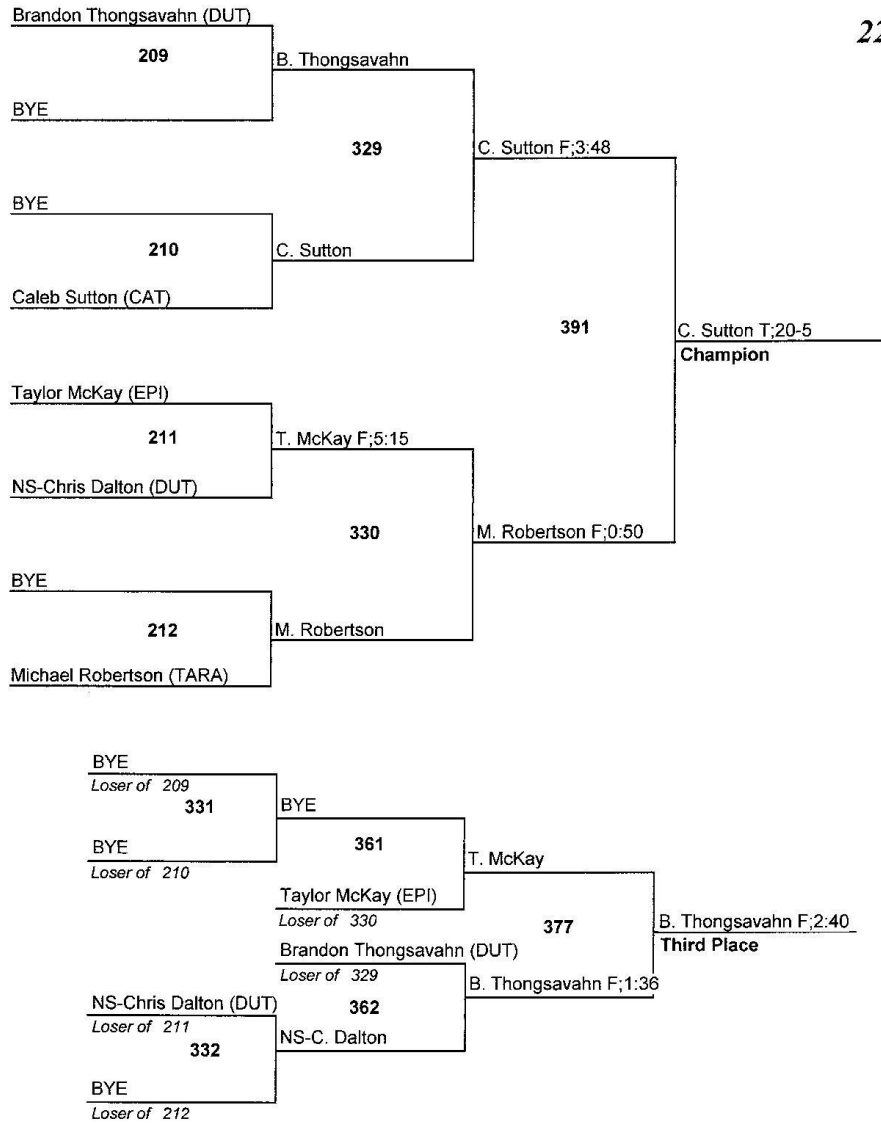 Brandon Thongsavahn (DUT)
22
209
B. Thongsavahn
BYE
329
C. Sutton F;3:48
BYE
210
C. Sutton
Caleb Sutton (CAT)
391
C. Sutton T;20-5
Champion
Taylor McKay (EPI)
211
T. McKay F;5:15
NS-Chris Dalton (DUT)
330
M. Robertson F;0:50
BYE
212
M. Robertson
Michael Robertson (TARA)
BYE
Loser of 209
331
BYE
BYE
Loser of 210
361
T. McKay
Taylor McKay (EPI)
Loser of 330
377
B. Thongsavahn F;2:40
Third Place
Brandon Thongsavahn (DUT)
Loser of 329
362
B. Thongsavahn F;1:36
NS-Chris Dalton (DUT)
Loser of 211
332
NS-C. Dalton
BYE
Loser of 212